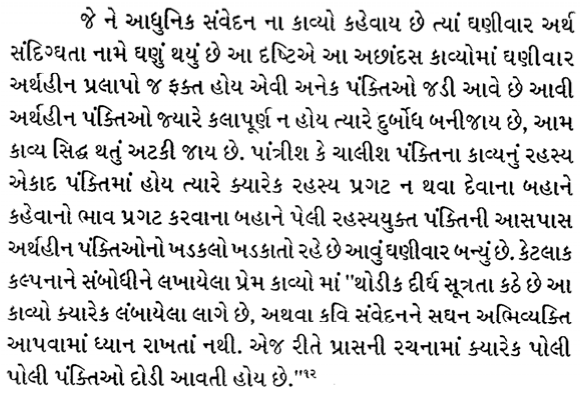 જે ને આધુનિક સંવેદન ના કાવ્યો કહેવાય છે ત્યાં ઘણીવાર અર્થ
સંદિગ્ધતા નામે ઘણું થયું છે આ દૃષ્ટિએ આ અછાંદસ કાવ્યોમાં ઘણીવાર
અર્થહીન પ્રલાપો જ ફક્ત હોય એવી અનેક પંક્તિઓ જડી આવે છે આવી
અર્થહીન પંક્તિઓ જ્યારે કલાપૂર્ણ ન હોય ત્યારે દુર્બોધ બનીજાય છે, આમ
કાવ્ય સિદ્ધ થતું અટકી જાય છે. પાંત્રીશ કે ચાલીશ પંક્તિના કાવ્યનું રહસ્ય
એકાદ પંક્તિમાં હોય ત્યારે ક્યારેક રહસ્ય પ્રગટ ન થવા દેવાના બહાને
કહેવાનો ભાવ પ્રગટ કરવાના બહાને પેલી રહસ્યયુક્ત પંક્તિની આસપાસ
અર્થહીન પંક્તિઓનો ખડકલો ખડકાતો રહે છે આવું ઘણીવાર બન્યું છે. કેટલાક
કલ્પનાને સંબોધીને લખાયેલા પ્રેમ કાવ્યો માં "થોડીક દીર્ઘ સૂત્રતા કઠે છે આ
કાવ્યો ક્યારેક લંબાયેલા લાગે છે, અથવા કવિ સંવેદનને સઘન અભિવ્યક્તિ
આપવામાં ધ્યાન રાખતાં નથી. એજ રીતે પ્રાસની રચનામાં ક્યારેક પોલી
પોલી પંક્તિઓ દોડી આવતી હોય છે."૧૨